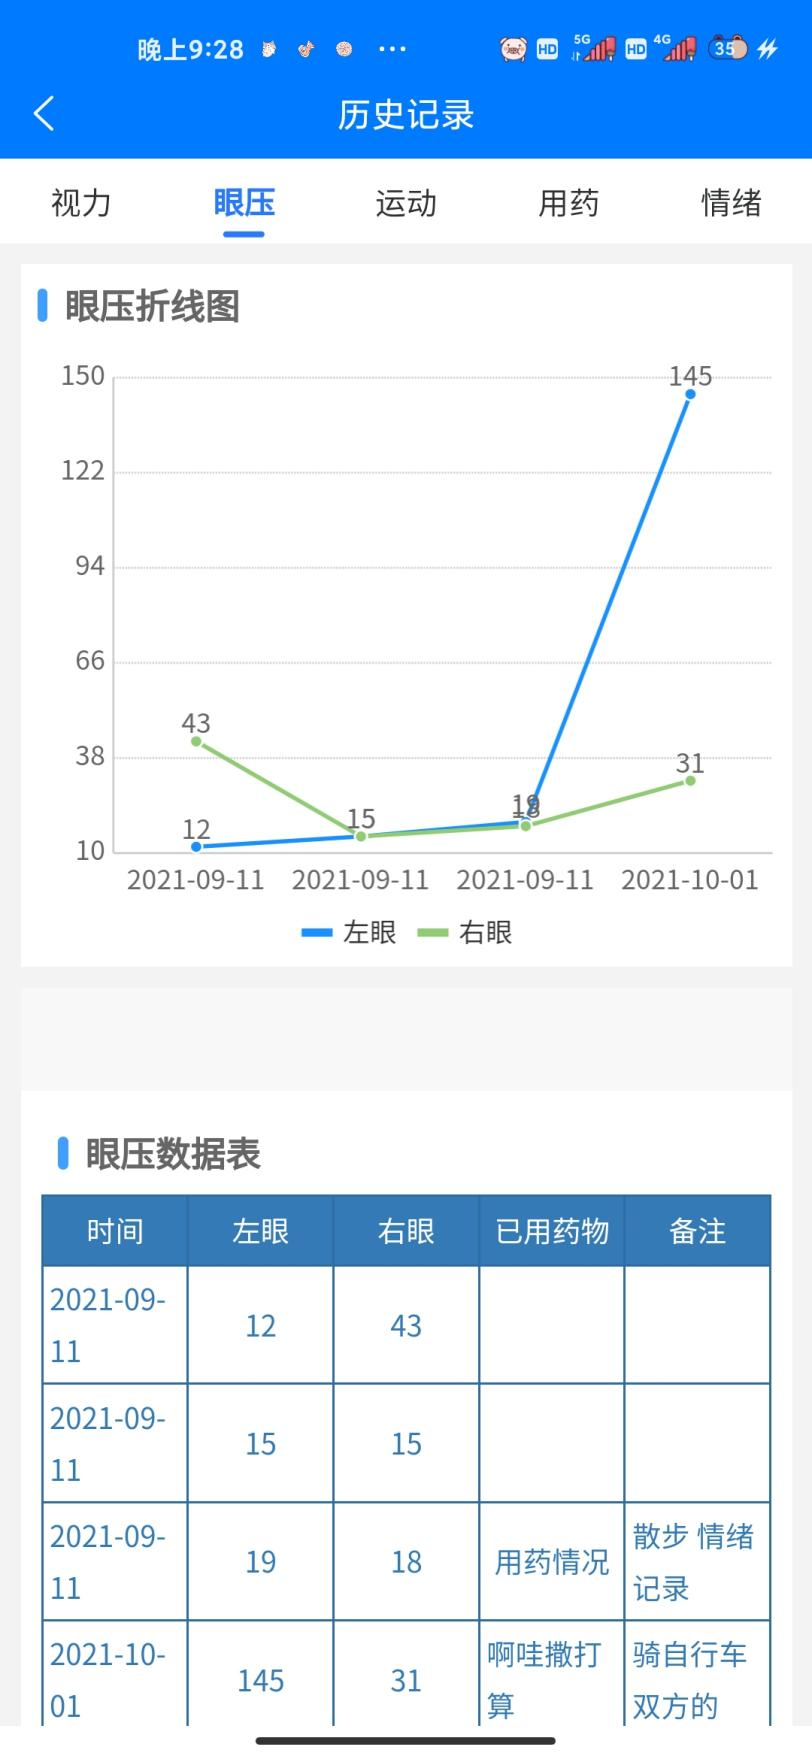 晚上9:28 ... HD 5G HD 4G 35
历史记录
视力 眼压 运动 用药 情绪
眼压折线图
150
145
122
94
66
43
38
31
19
18
15
12
10
2021-09-11 2021-09-11 2021-09-11 2021-10-01
左眼 右眼
眼压数据表
时间 左眼 右眼 已用药物 备注
2021-09-
11
12 43
2021-09-
11
15 15
2021-09-
11
19 18 用药情况 散步 情绪
记录
2021-10-
01
145 31 啊哇撒打
算
骑自行车
双方的